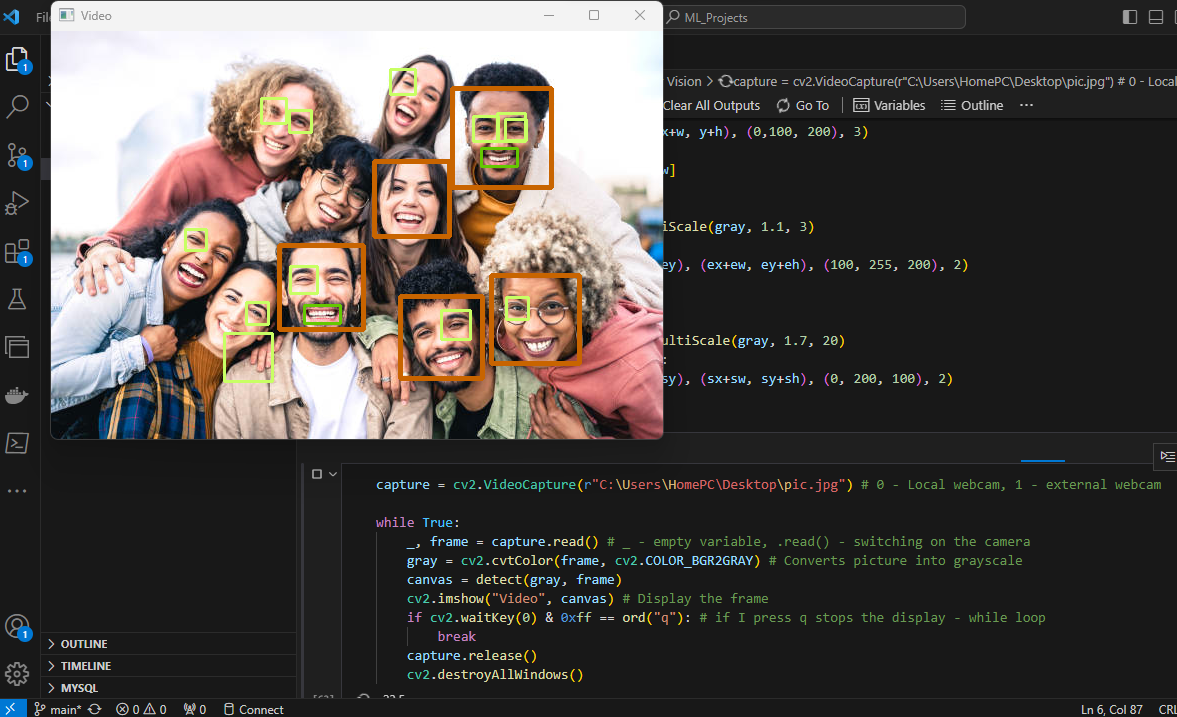 Fil
Video
ML_Projects
Vision > capture = cv2.VideoCapture(r"C:\Users\HomePC\Desktop\pic.jpg") # 0 - Local
Clear All Outputs Go To Variables Outline ...
x+w, y+h), (0,100, 200), 3)
w]
iScale(gray, 1.1, 3)
ey), (ex+ew, ey+eh), (100, 255, 200), 2)
ultiScale(gray, 1.7, 20)
:
sy), (sx+sw, sy+sh), (0, 200, 100), 2)
1
1
1
capture = cv2.VideoCapture(r"C:\Users\HomePC\Desktop\pic.jpg") # 0 - Local webcam, 1 - external webcam
while True:
_, frame = capture.read() # _ - empty variable, .read() - switching on the camera
gray = cv2.cvtColor(frame, cv2.COLOR_BGR2GRAY) # Converts picture into grayscale
canvas = detect(gray, frame)
cv2.imshow("Video", canvas) # Display the frame
if cv2.waitKey(0) & 0xff == ord("q"): # if I press q stops the display - while loop
break
capture.release()
cv2.destroyAllWindows()
1
> OUTLINE
> TIMELINE
> MYSQL
main* 0 0 0 Connect
Ln 6, Col 87 CRL